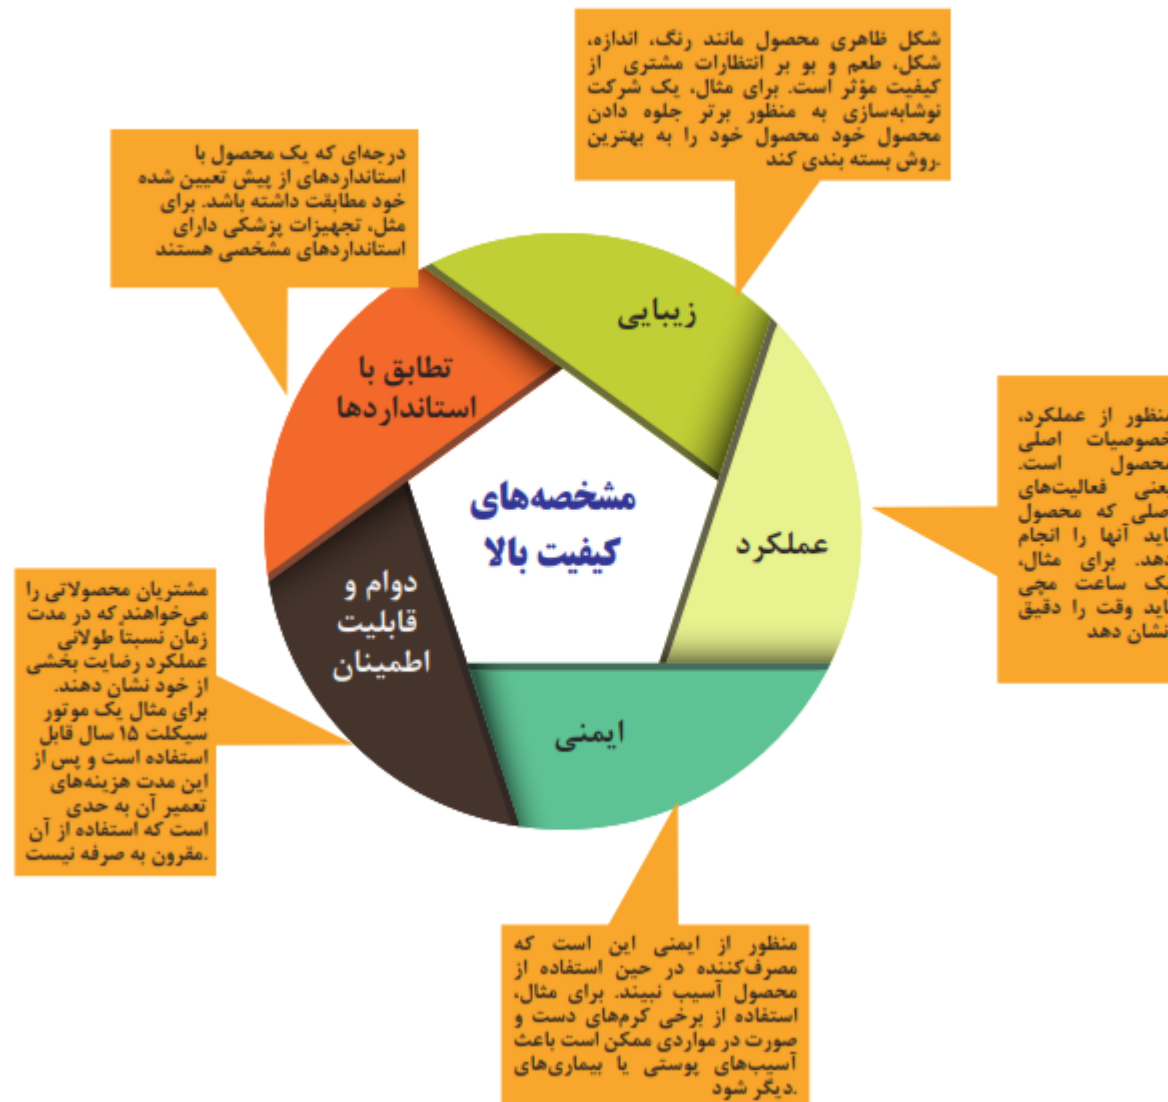 شکل ظاهری محصول مانند رنگ، اندازه،
شکل، طعم و بو بر انتظارات مشتری از
کیفیت مؤثر است. برای مثال، یک شرکت
نوشابه‌سازی به منظور برتر جلوه دادن
محصول خود محصول خود را به بهترین
.روش بسته بندی کند
درجه‌ای که یک محصول با
استانداردهای از پیش تعیین شده
خود مطابقت داشته باشد. برای
مثل، تجهیزات پزشکی دارای
استانداردهای مشخصی هستند
زیبایی
تطابق با
استانداردها
مشخصه‌های
کیفیت بالا
عملکرد
منظور از عملکرد،
خصوصیات اصلی
محصول است.
یعنی فعالیت‌های
اصلی که محصول
باید آنها را انجام
دهد. برای مثال،
یک ساعت مچی
باید وقت را دقیق
نشان دهد
دوام و
قابلیت
اطمینان
مشتریان محصولاتی را
می‌خواهند که در مدت
زمان نسبتاً طولانی
عملکرد رضایت بخشی
از خود نشان دهند.
برای مثال یک موتور
سیکلت ۱۵ سال قابل
استفاده است و پس از
این مدت هزینه‌های
تعمیر آن به حدی
است که استفاده از آن
.مقرون به صرفه نیست
ایمنی
منظور از ایمنی این است که
مصرف‌کننده در حین استفاده از
محصول آسیب نبیند. برای مثال،
استفاده از برخی کرم‌های دست و
صورت در مواردی ممکن است باعث
آسیب‌های پوستی یا بیماری‌های
.دیگر شود